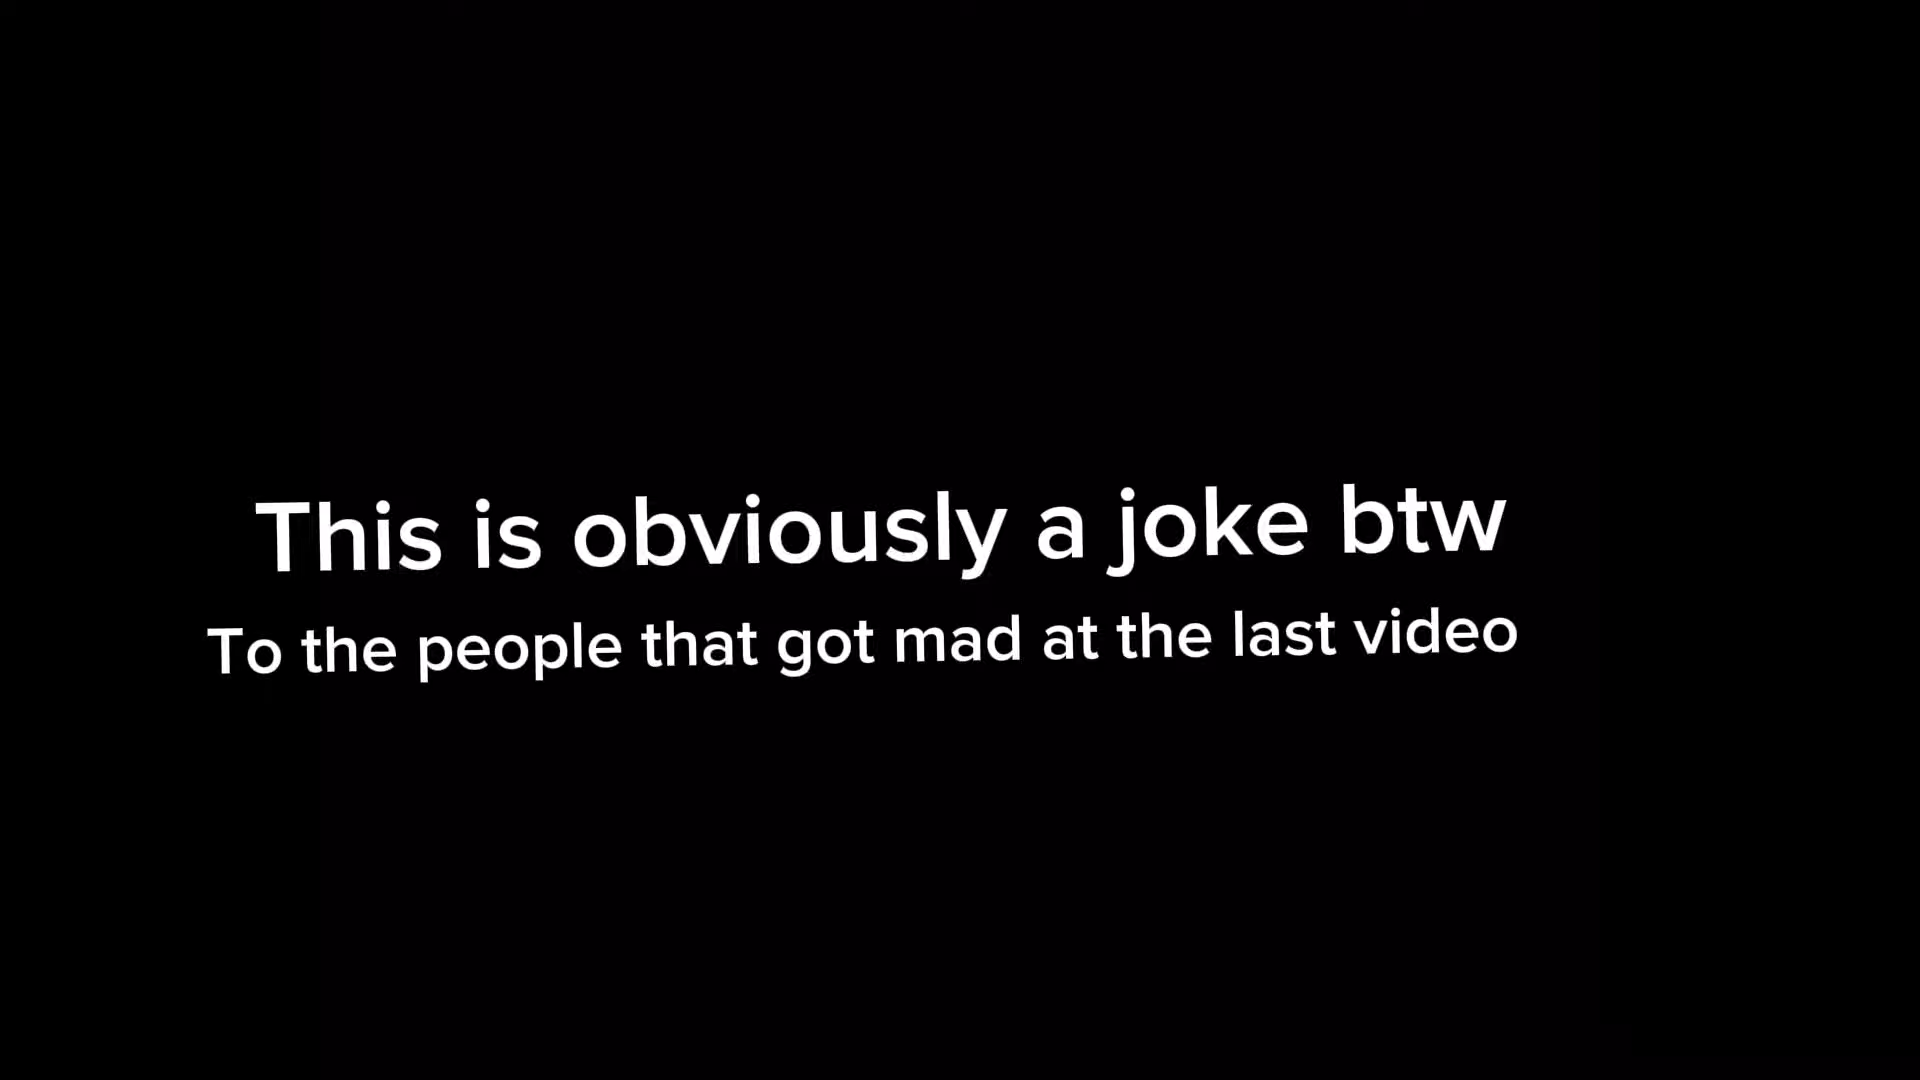 This is obviously a joke btw
To the people that got mad at the last video